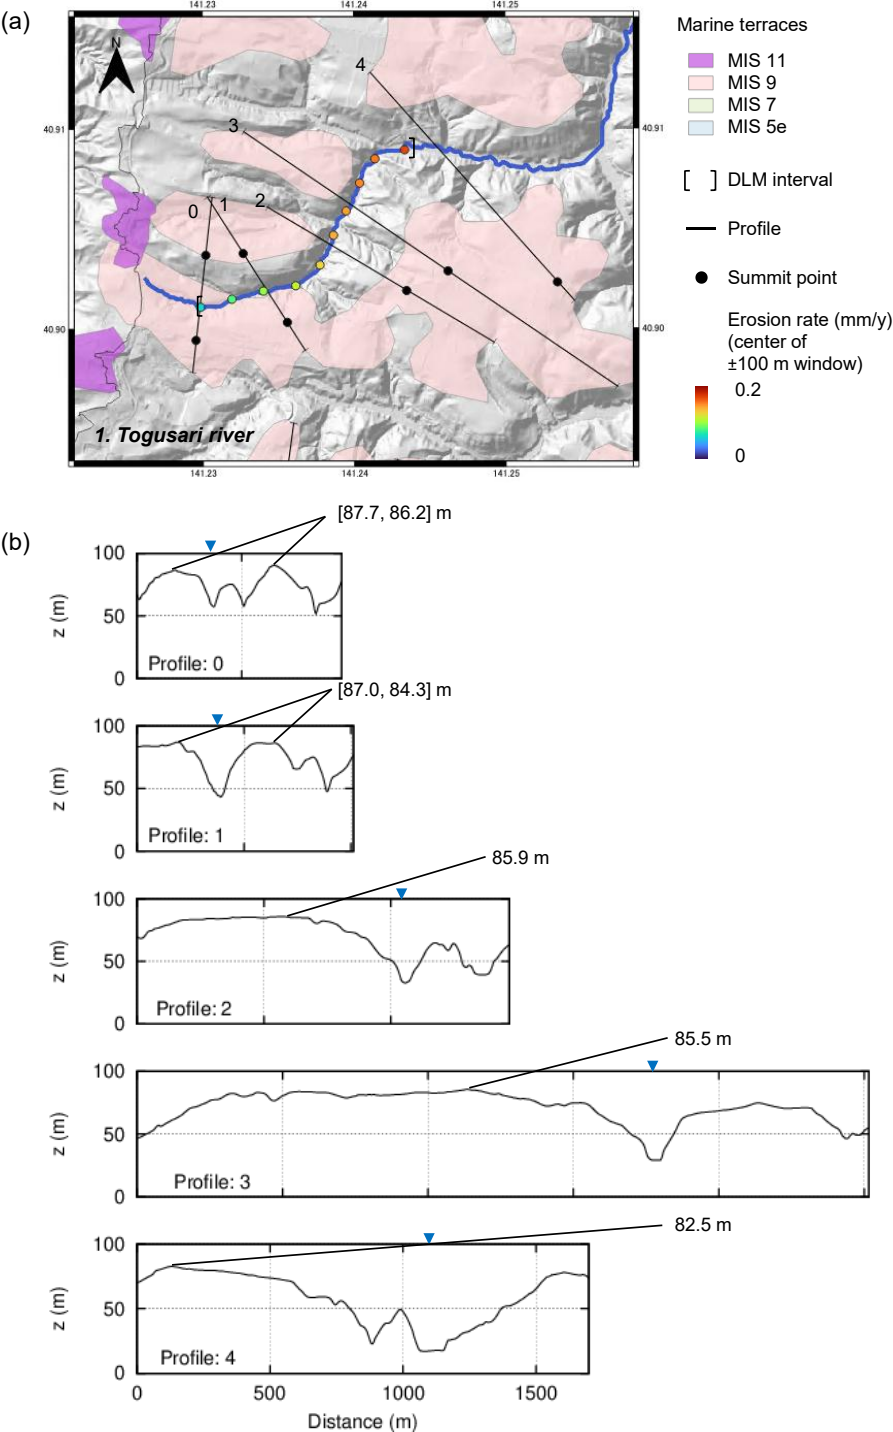 (a)
141.23
141.24
141.25
N
4
3
2
1
0
40.91
40.91
40.90
40.90
1. Togusari river
141.23
141.24
141.25
Marine terraces
MIS 11
MIS 9
MIS 7
MIS 5e
[ ] DLM interval
Profile
Summit point
Erosion rate (mm/y)
(center of
±100 m window)
0.2
0
(b)
[87.7, 86.2] m
100
50
0
z (m)
Profile: 0
[87.0, 84.3] m
100
50
0
z (m)
Profile: 1
85.9 m
100
50
0
z (m)
Profile: 2
85.5 m
100
50
0
z (m)
Profile: 3
82.5 m
100
50
0
z (m)
Profile: 4
0
500
1000
1500
Distance (m)